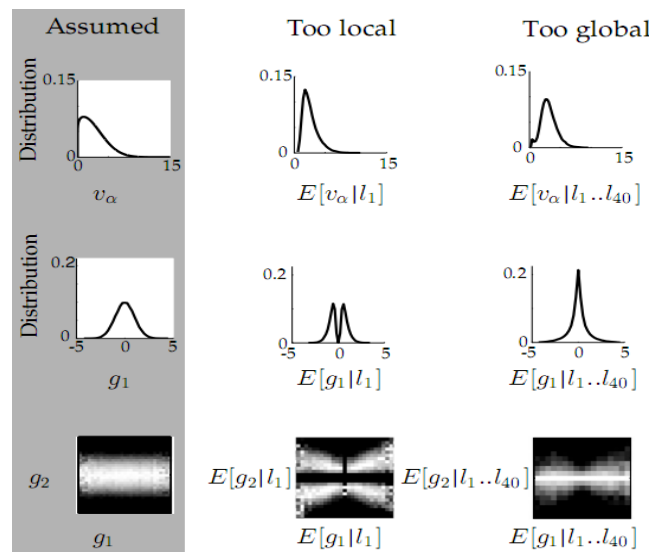 Assumed Too local Too global
Distribution 0.15 0 0 15 0.15 0 0 15 0.15 0 0 15
v_α E[v_α|l_1] E[v_α|l_1..l_40]
Distribution 0.2 0 -5 0 5 0.2 0 -5 0 5 0.2 0 -5 0 5
g_1 E[g_1|l_1] E[g_1|l_1..l_40]
g_2 E[g_2|l_1] E[g_2|l_1..l_40]
g_1 E[g_1|l_1] E[g_1|l_1..l_40]